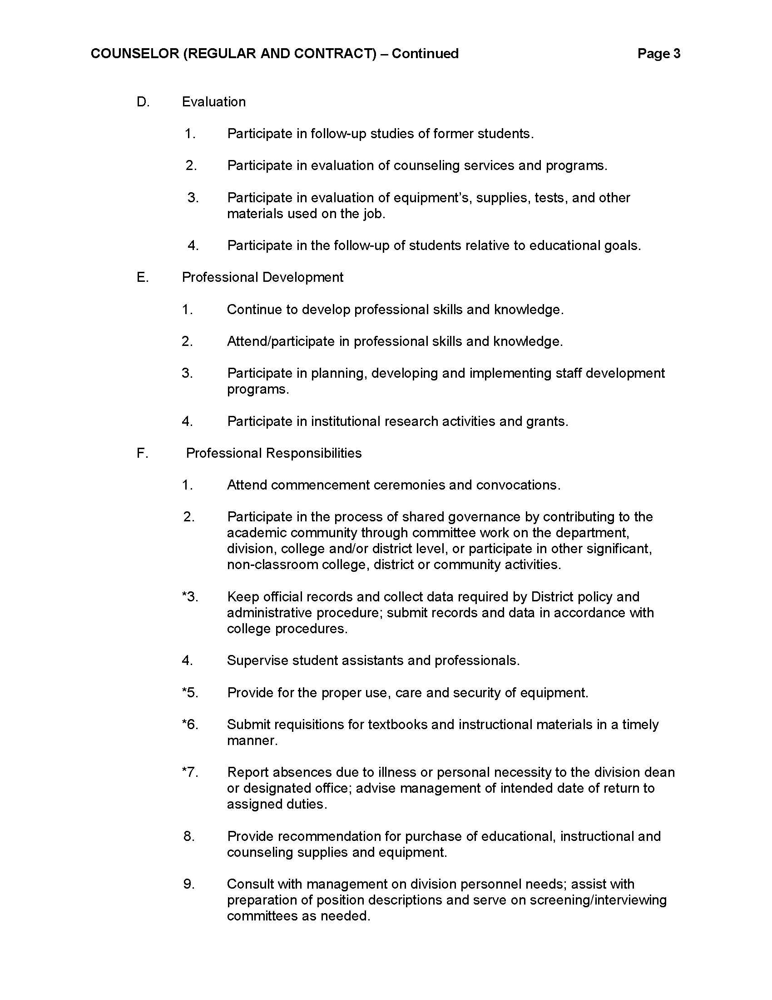 COUNSELOR (REGULAR AND CONTRACT) – Continued Page 3
D. Evaluation
1. Participate in follow-up studies of former students.
2. Participate in evaluation of counseling services and programs.
3. Participate in evaluation of equipment’s, supplies, tests, and other
materials used on the job.
4. Participate in the follow-up of students relative to educational goals.
E. Professional Development
1. Continue to develop professional skills and knowledge.
2. Attend/participate in professional skills and knowledge.
3. Participate in planning, developing and implementing staff development
programs.
4. Participate in institutional research activities and grants.
F. Professional Responsibilities
1. Attend commencement ceremonies and convocations.
2. Participate in the process of shared governance by contributing to the
academic community through committee work on the department,
division, college and/or district level, or participate in other significant,
non-classroom college, district or community activities.
*3. Keep official records and collect data required by District policy and
administrative procedure; submit records and data in accordance with
college procedures.
4. Supervise student assistants and professionals.
*5. Provide for the proper use, care and security of equipment.
*6. Submit requisitions for textbooks and instructional materials in a timely
manner.
*7. Report absences due to illness or personal necessity to the division dean
or designated office; advise management of intended date of return to
assigned duties.
8. Provide recommendation for purchase of educational, instructional and
counseling supplies and equipment.
9. Consult with management on division personnel needs; assist with
preparation of position descriptions and serve on screening/interviewing
committees as needed.